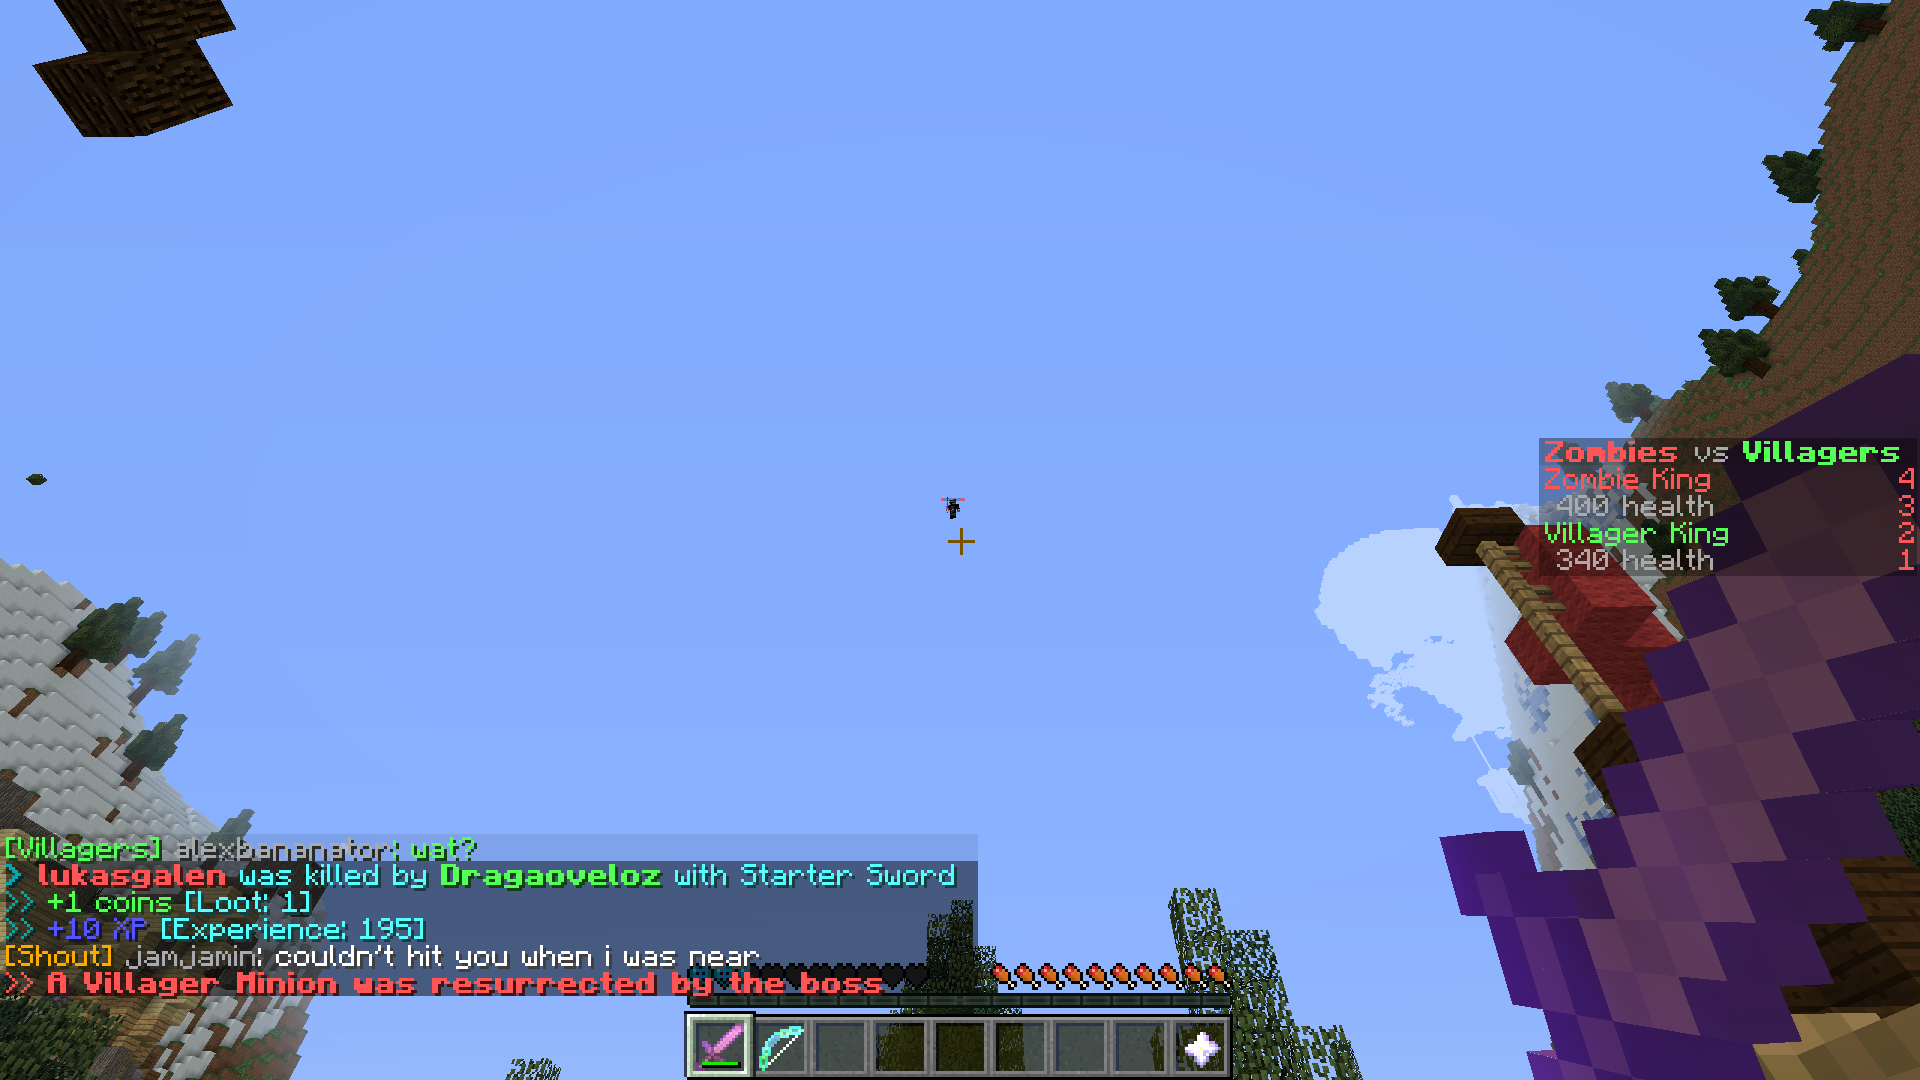 Zombies vs Villagers
Zombie King 4
400 health 3
Villager King 2
340 health 1
[Villagers] alexbananator: wat?
> lukasgalen was killed by Dragaoveloz with Starter Sword
>> +1 coins [Loot: 1]
>> +10 XP [Experience: 195]
[Shout] jamjamin: couldn't hit you when i was near
>> A Villager Minion was resurrected by the boss